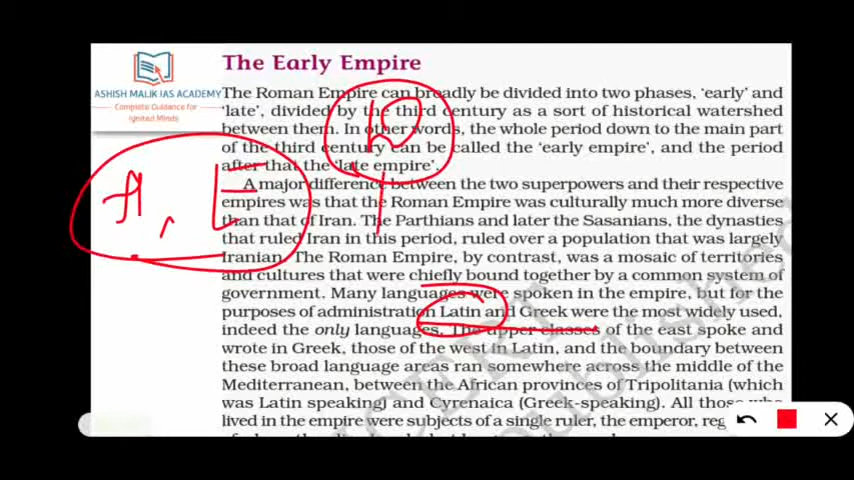 The Early Empire
ASHISH MALIK IAS ACADEMY
Complete Guidance for
Ignited Minds
The Roman Empire can broadly be divided into two phases, 'early' and
'late', divided by the third century as a sort of historical watershed
between them. In other words, the whole period down to the main part
of the third century can be called the 'early empire', and the period
after that the 'late empire'.
A major difference between the two superpowers and their respective
empires was that the Roman Empire was culturally much more diverse
than that of Iran. The Parthians and later the Sasanians, the dynasties
that ruled Iran in this period, ruled over a population that was largely
Iranian. The Roman Empire, by contrast, was a mosaic of territories
and cultures that were chiefly bound together by a common system of
government. Many languages were spoken in the empire, but for the
purposes of administration Latin and Greek were the most widely used,
indeed the only languages. The upper classes of the east spoke and
wrote in Greek, those of the west in Latin, and the boundary between
these broad language areas ran somewhere across the middle of the
Mediterranean, between the African provinces of Tripolitania (which
was Latin speaking) and Cyrenaica (Greek-speaking). All those who
lived in the empire were subjects of a single ruler, the emperor, reg
A, E